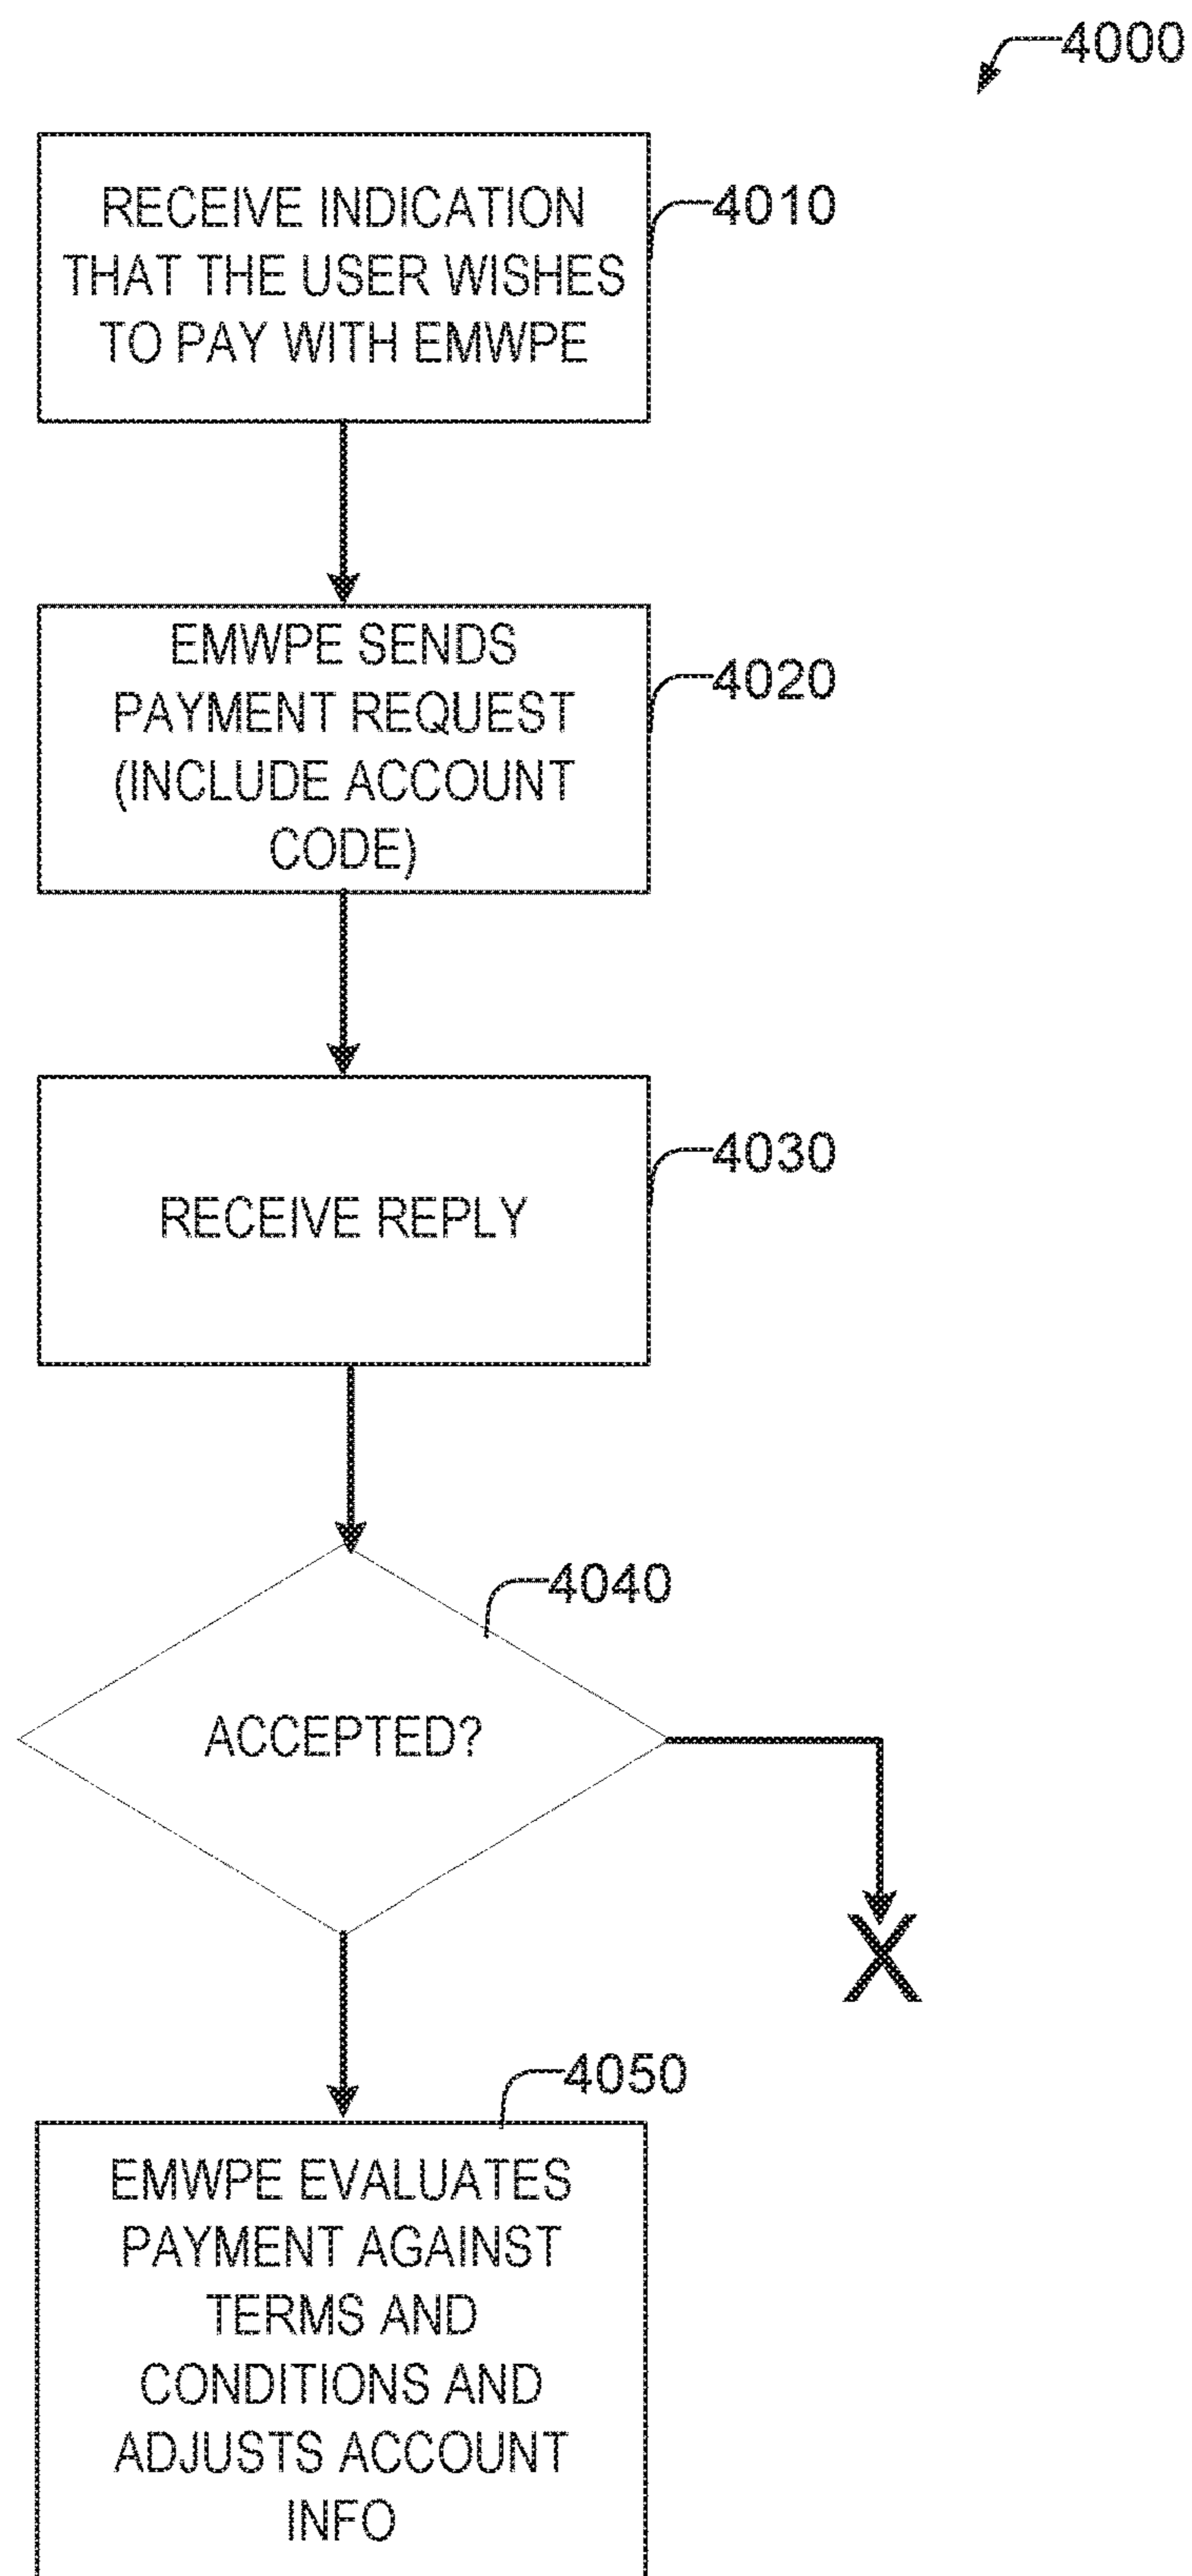 4000
RECEIVE INDICATION
THAT THE USER WISHES
TO PAY WITH EMWPE
4010
EMWPE SENDS
PAYMENT REQUEST
(INCLUDE ACCOUNT
CODE)
4020
RECEIVE REPLY
4030
ACCEPTED?
4040
X
4050
EMWPE EVALUATES
PAYMENT AGAINST
TERMS AND
CONDITIONS AND
ADJUSTS ACCOUNT
INFO